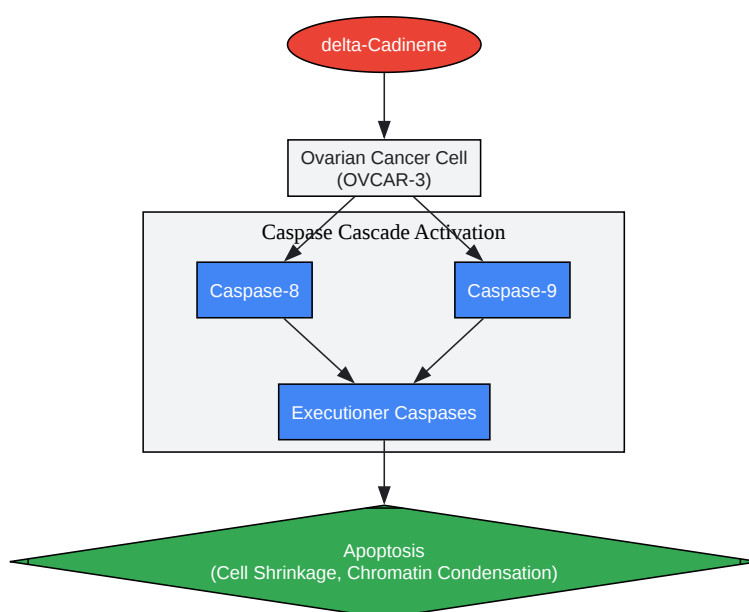 delta-Cadinene
Ovarian Cancer Cell
(OVCAR-3)
Caspase Cascade Activation
Caspase-8
Caspase-9
Executioner Caspases
Apoptosis
(Cell Shrinkage, Chromatin Condensation)